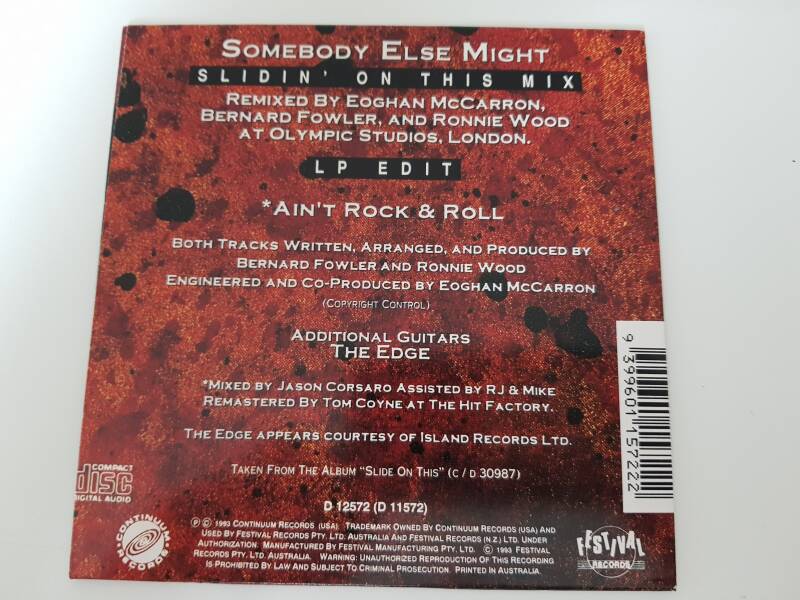 SOMEBODY ELSE MIGHT
SLIDIN' ON THIS MIX
REMIXED BY EOGHAN MCCARRON,
BERNARD FOWLER, AND RONNIE WOOD
AT OLYMPIC STUDIOS, LONDON.
LP EDIT
*AIN'T ROCK & ROLL
BOTH TRACKS WRITTEN, ARRANGED, AND PRODUCED BY
BERNARD FOWLER AND RONNIE WOOD
ENGINEERED AND CO-PRODUCED BY EOGHAN MCCARRON
(COPYRIGHT CONTROL)
ADDITIONAL GUITARS
THE EDGE
*MIXED BY JASON CORSARO ASSISTED BY RJ & MIKE
REMASTERED BY TOM COYNE AT THE HIT FACTORY.
THE EDGE APPEARS COURTESY OF ISLAND RECORDS LTD.
TAKEN FROM THE ALBUM "SLIDE ON THIS" (C / D 30987)
D 12572 (D 11572)
℗ © 1993 CONTINUUM RECORDS (USA). TRADEMARK OWNED BY CONTINUUM RECORDS (USA) AND
USED BY FESTIVAL RECORDS PTY. LTD. AUSTRALIA AND FESTIVAL RECORDS (N.Z.) LTD. UNDER
AUTHORIZATION. MANUFACTURED BY FESTIVAL MANUFACTURING PTY. LTD. © 1993 FESTIVAL
RECORDS PTY. LTD. AUSTRALIA. WARNING: UNAUTHORIZED REPRODUCTION OF THIS RECORDING
IS PROHIBITED BY LAW AND SUBJECT TO CRIMINAL PROSECUTION. PRINTED IN AUSTRALIA.
COMPACT
disc
DIGITAL AUDIO
CONTINUUM
RECORDS
FESTIVAL
RECORDS
9 399601 157222